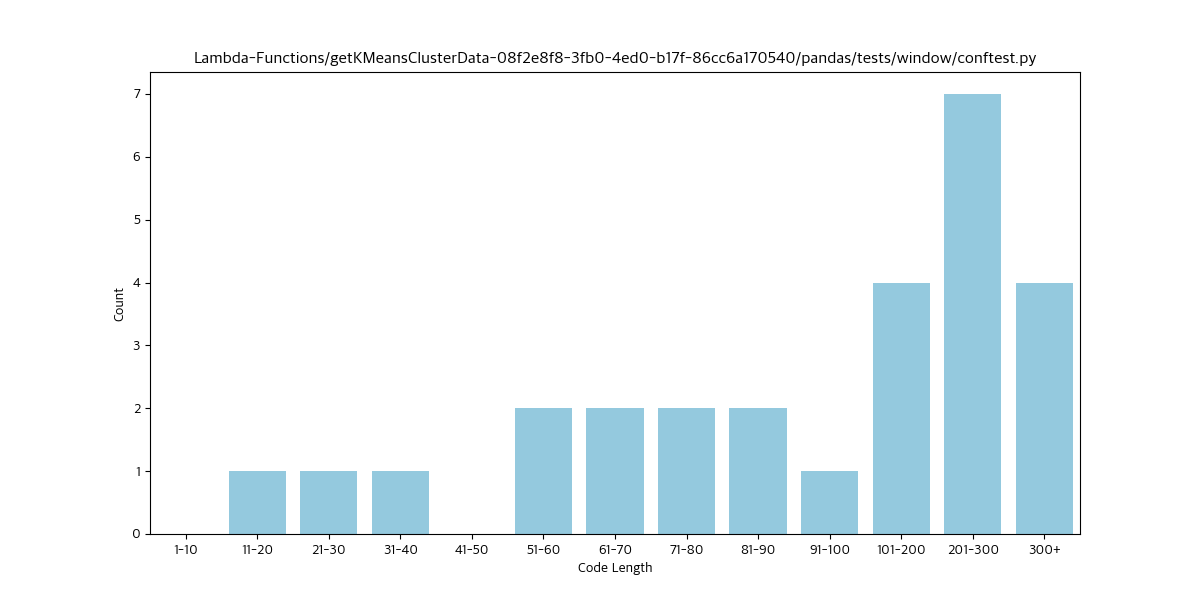 Lambda-Functions/getKMeansClusterData-08f2e8f8-3fb0-4ed0-b17f-86cc6a170540/pandas/tests/window/conftest.py
7
6
5
4
3
2
1
0
Count
1-10 11-20 21-30 31-40 41-50 51-60 61-70 71-80 81-90 91-100 101-200 201-300 300+
Code Length